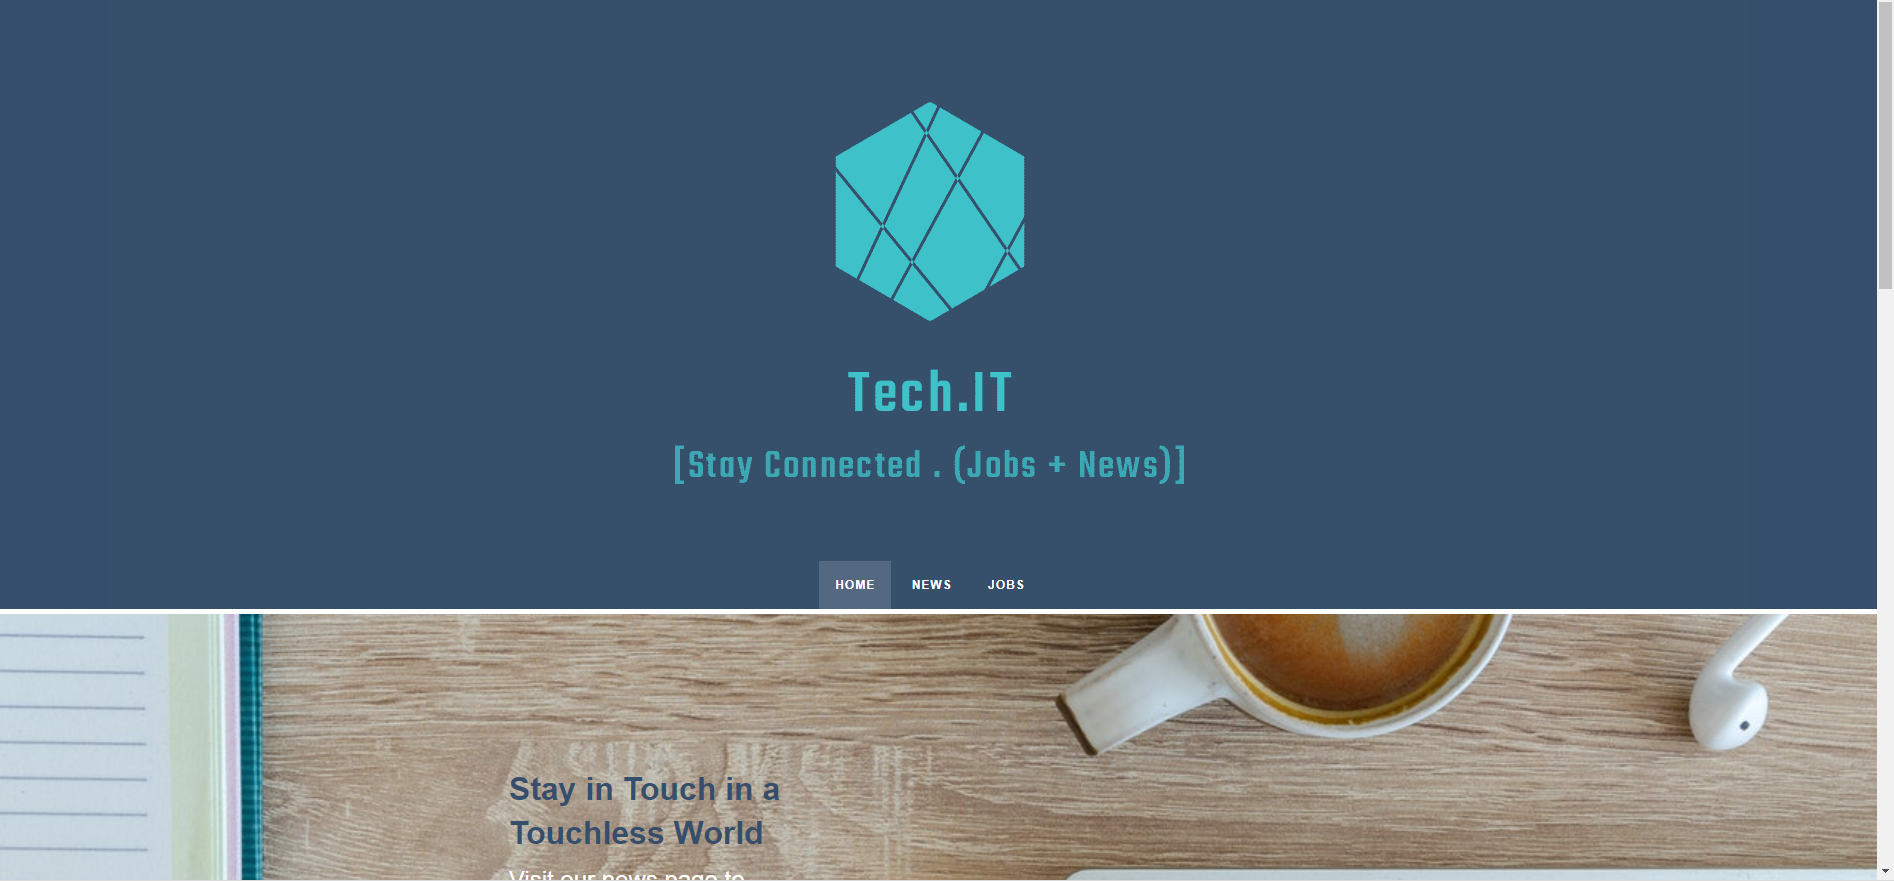 Tech.IT
[Stay Connected . (Jobs + News)]
HOME NEWS JOBS
Stay in Touch in a
Touchless World
Visit our news page to